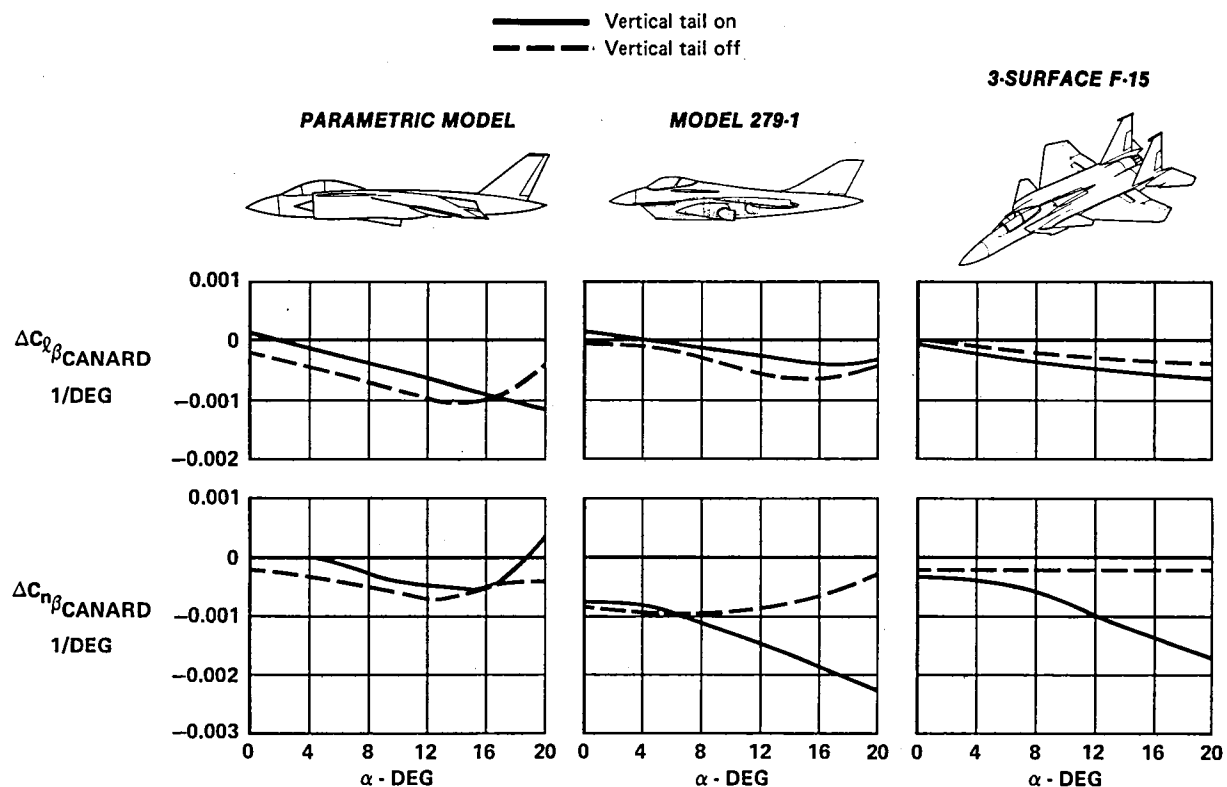 Vertical tail on
Vertical tail off
3-SURFACE F-15
PARAMETRIC MODEL
MODEL 279-1
0.001
0
−0.001
−0.002
ΔCℓβCANARD
1/DEG
0.001
0
−0.001
−0.002
−0.003
ΔCnβCANARD
1/DEG
0 4 8 12 16 20
0 4 8 12 16 20
0 4 8 12 16 20
α - DEG
α - DEG
α - DEG